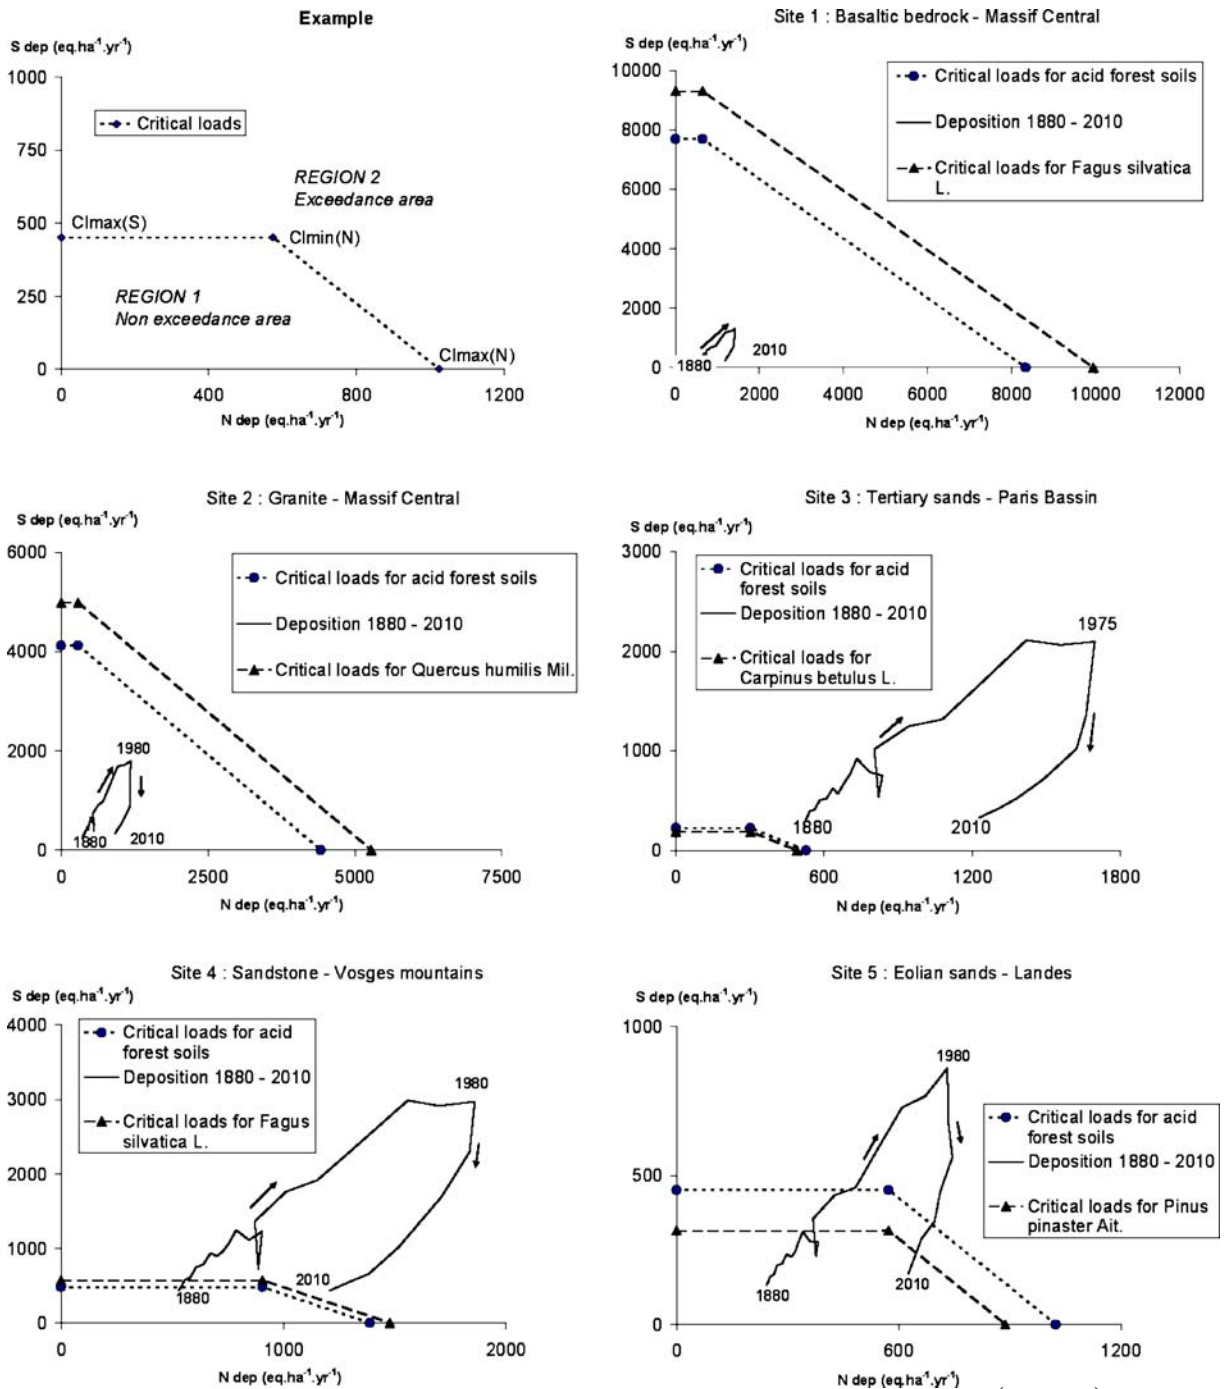 Example
S dep (eq.ha⁻¹.yr⁻¹)
1000
750
500
250
0
Critical loads
REGION 2
Exceedance area
Clmax(S)
Clmin(N)
REGION 1
Non exceedance area
Clmax(N)
0 400 800 1200
N dep (eq.ha⁻¹.yr⁻¹)
Site 1 : Basaltic bedrock - Massif Central
S dep (eq.ha⁻¹.yr⁻¹)
10000
8000
6000
4000
2000
0
Critical loads for acid forest soils
Deposition 1880 - 2010
Critical loads for Fagus silvatica
L.
1880
2010
0 2000 4000 6000 8000 10000 12000
N dep (eq.ha⁻¹.yr⁻¹)
Site 2 : Granite - Massif Central
S dep (eq.ha⁻¹.yr⁻¹)
6000
4000
2000
0
Critical loads for acid forest soils
Deposition 1880 - 2010
Critical loads for Quercus humilis Mil.
1980
1880
2010
0 2500 5000 7500
N dep (eq.ha⁻¹.yr⁻¹)
Site 3 : Tertiary sands - Paris Bassin
S dep (eq.ha⁻¹.yr⁻¹)
3000
2000
1000
0
Critical loads for acid
forest soils
Deposition 1880 - 2010
Critical loads for
Carpinus betulus L.
1975
1880
2010
0 600 1200 1800
N dep (eq.ha⁻¹.yr⁻¹)
Site 4 : Sandstone - Vosges mountains
S dep (eq.ha⁻¹.yr⁻¹)
4000
3000
2000
1000
0
Critical loads for acid
forest soils
Deposition 1880 - 2010
Critical loads for Fagus
silvatica L.
1980
1880
2010
0 1000 2000
N dep (eq.ha⁻¹.yr⁻¹)
Site 5 : Eolian sands - Landes
S dep (eq.ha⁻¹.yr⁻¹)
1000
500
0
1980
Critical loads for acid
forest soils
Deposition 1880 - 2010
Critical loads for Pinus
pinaster Ait.
1880
2010
0 600 1200
N dep (eq.ha⁻¹.yr⁻¹)